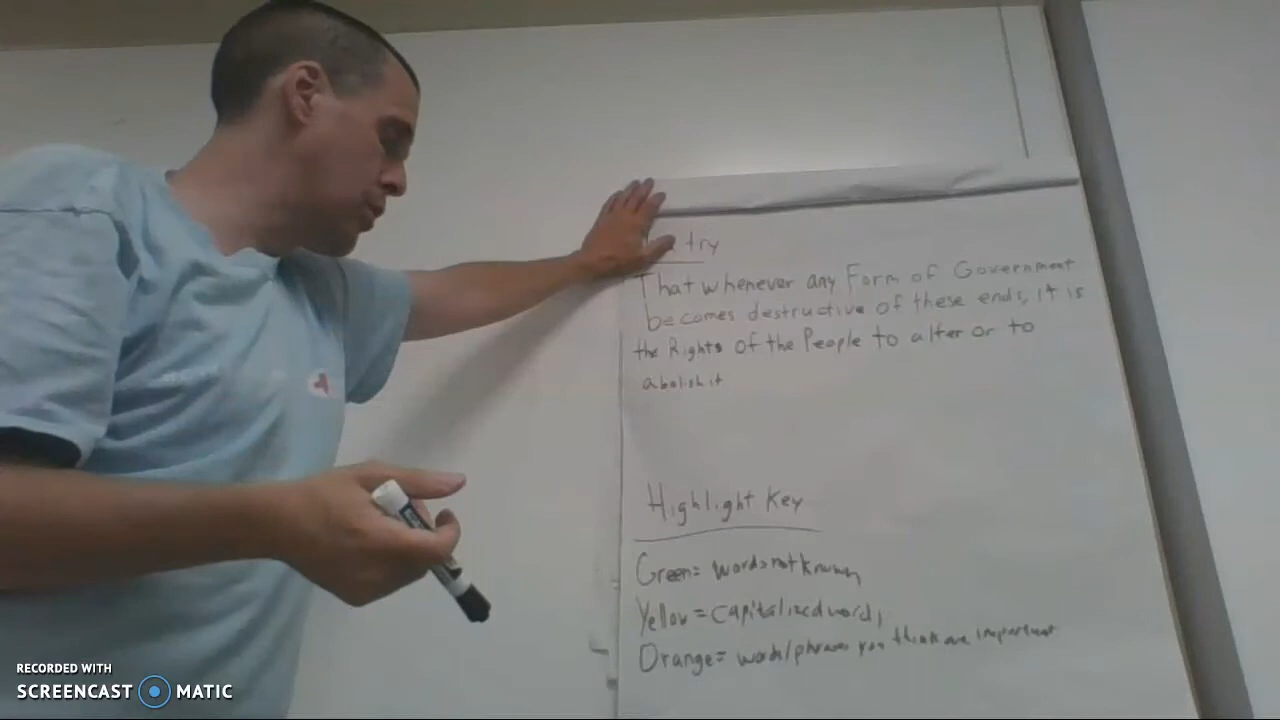 try
That whenever any Form of Government
becomes destructive of these ends, it is
the Rights of the People to alter or to
abolish it
Highlight Key
Green= words not known
Yellow = capitalized words
Orange= words/phrases you think are important
RECORDED WITH
SCREENCAST MATIC